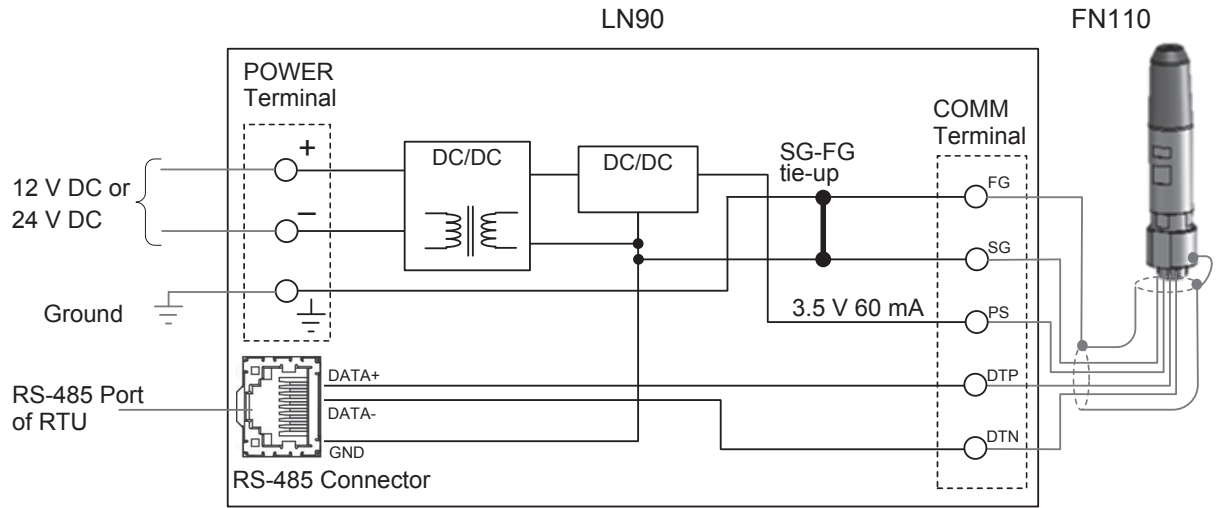 LN90
FN110
POWER
Terminal
+
−
12 V DC or
24 V DC
Ground
DC/DC
DC/DC
SG-FG
tie-up
COMM
Terminal
FG
SG
3.5 V 60 mA
PS
DTP
DTN
RS-485 Port
of RTU
DATA+
DATA-
GND
RS-485 Connector